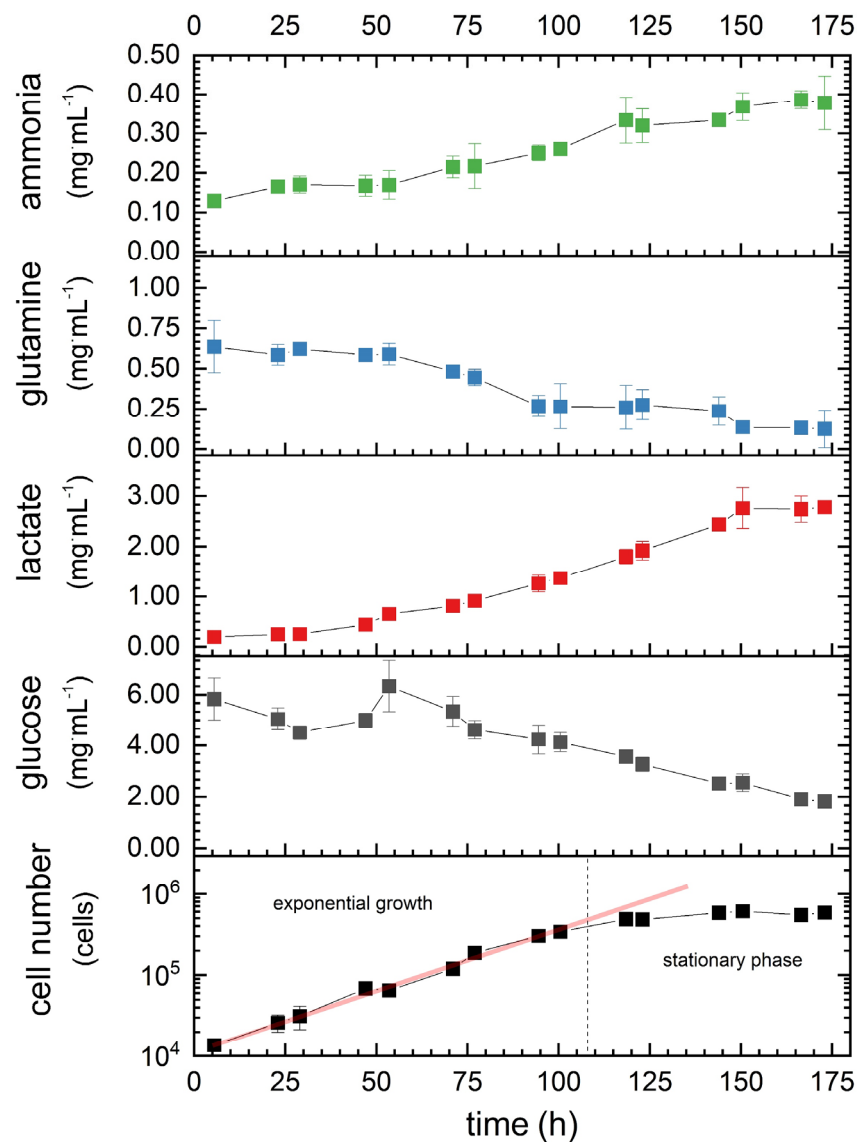 0 25 50 75 100 125 150 175
ammonia
(mg·mL⁻¹)
0.50
0.40
0.30
0.20
0.10
0.00
glutamine
(mg·mL⁻¹)
1.00
0.75
0.50
0.25
0.00
lactate
(mg·mL⁻¹)
3.00
2.00
1.00
0.00
glucose
(mg·mL⁻¹)
6.00
4.00
2.00
0.00
cell number
(cells)
10⁶
10⁵
10⁴
exponential growth
stationary phase
0 25 50 75 100 125 150 175
time (h)